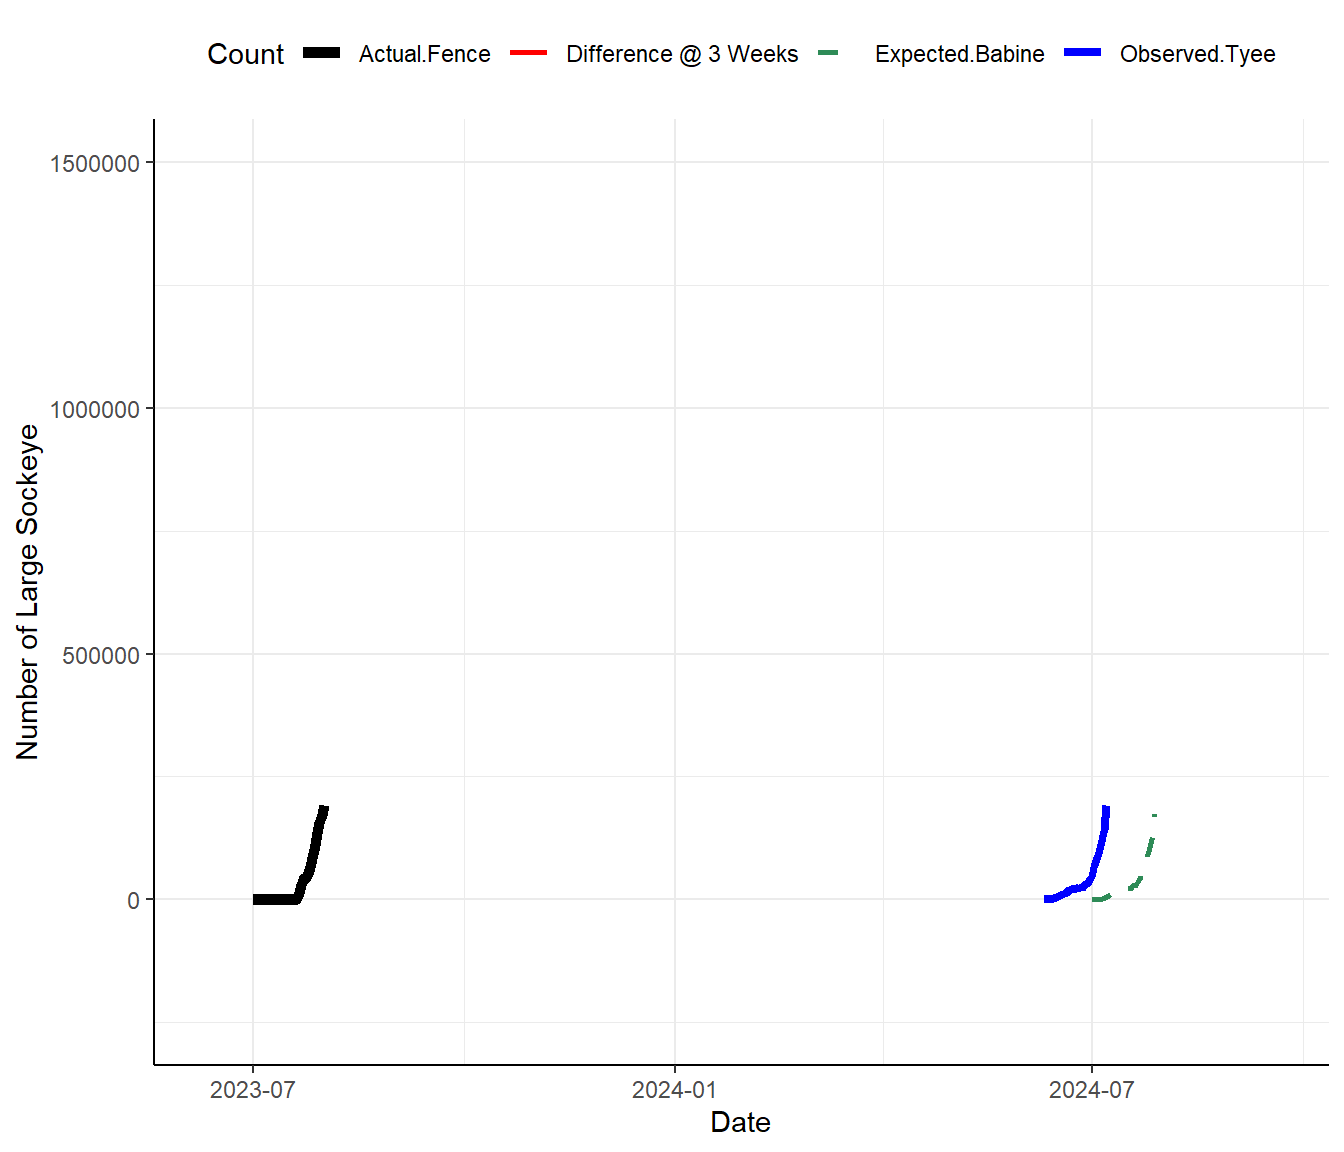 Count Actual.Fence Difference @ 3 Weeks Expected.Babine Observed.Tyee
1500000
1000000
500000
0
Number of Large Sockeye
2023-07 2024-01 2024-07
Date